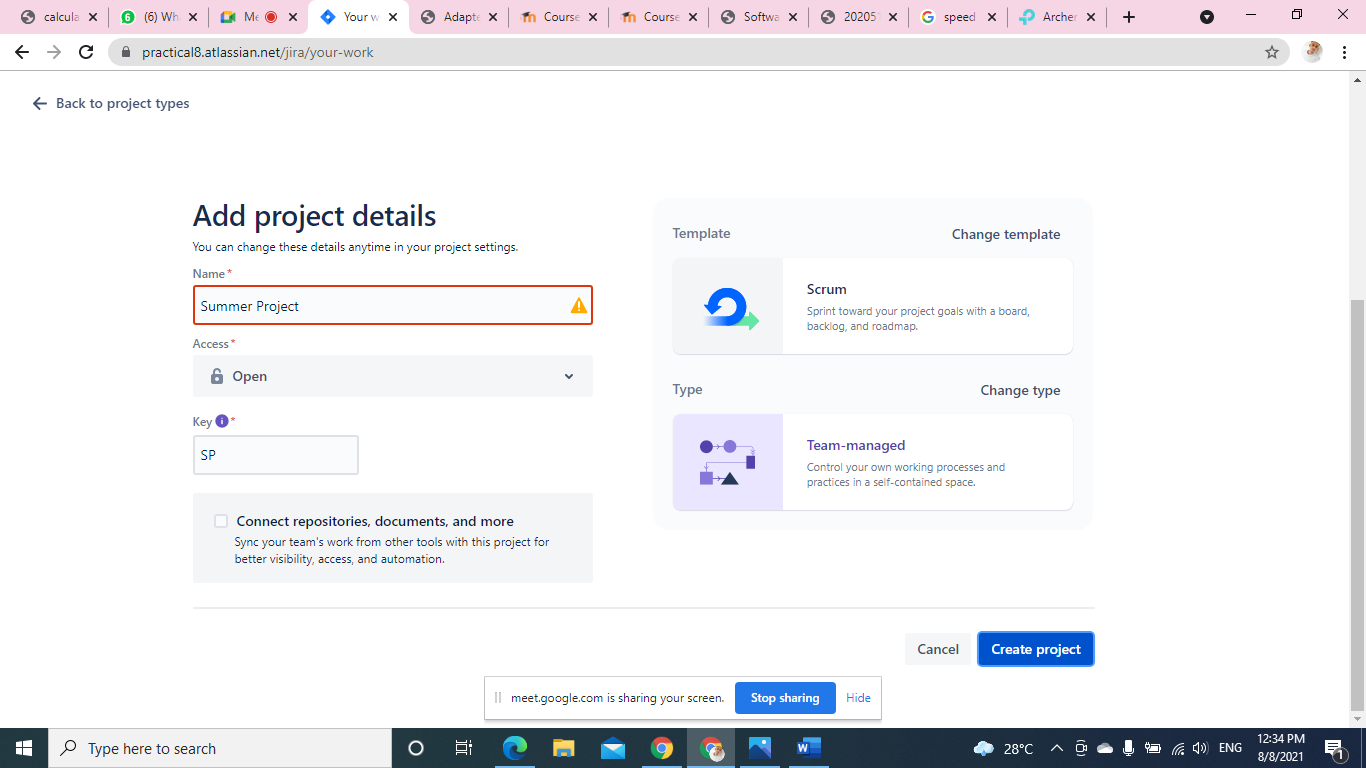 calcula
(6) Wh
Me
Your w
Adapte
Course
Course
Softwa
20205
speed
Archer
practical8.atlassian.net/jira/your-work
Back to project types
Add project details
You can change these details anytime in your project settings.
Name*
Summer Project
Access*
Open
Key i *
SP
Connect repositories, documents, and more
Sync your team's work from other tools with this project for
better visibility, access, and automation.
Template
Change template
Scrum
Sprint toward your project goals with a board,
backlog, and roadmap.
Type
Change type
Team-managed
Control your own working processes and
practices in a self-contained space.
Cancel
Create project
meet.google.com is sharing your screen.
Stop sharing
Hide
Type here to search
28°C
ENG
12:34 PM
8/8/2021
1